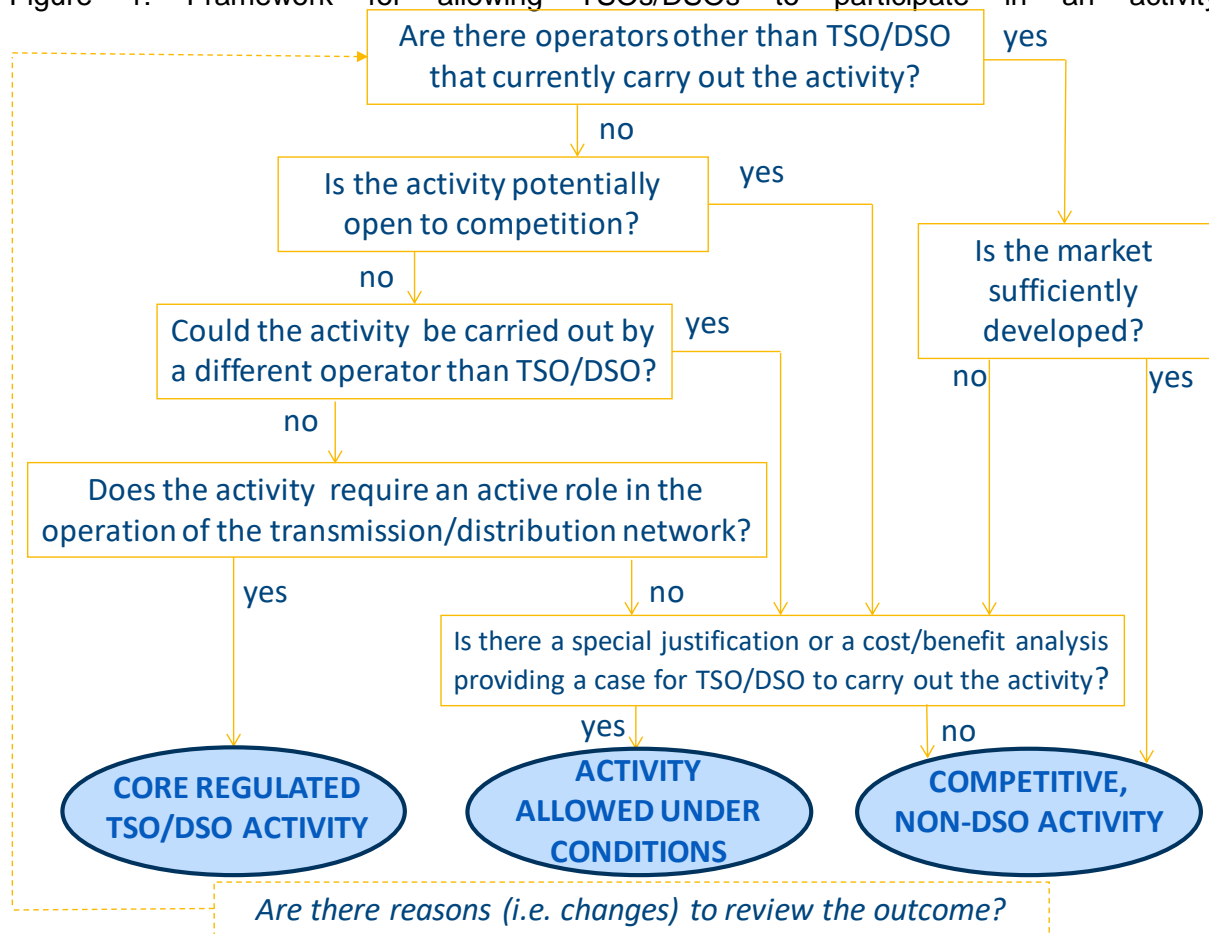 Figure 1: Framework for allowing TSOs/DSOs to participate in an activity
Are there operators other than TSO/DSO
that currently carry out the activity?
yes
no
Is the activity potentially
open to competition?
yes
Is the market
sufficiently
developed?
no
Could the activity be carried out by
a different operator than TSO/DSO?
yes
no
yes
no
Does the activity require an active role in the
operation of the transmission/distribution network?
yes
no
Is there a special justification or a cost/benefit analysis
providing a case for TSO/DSO to carry out the activity?
yes
no
CORE REGULATED
TSO/DSO ACTIVITY
ACTIVITY
ALLOWED UNDER
CONDITIONS
COMPETITIVE,
NON-DSO ACTIVITY
Are there reasons (i.e. changes) to review the outcome?